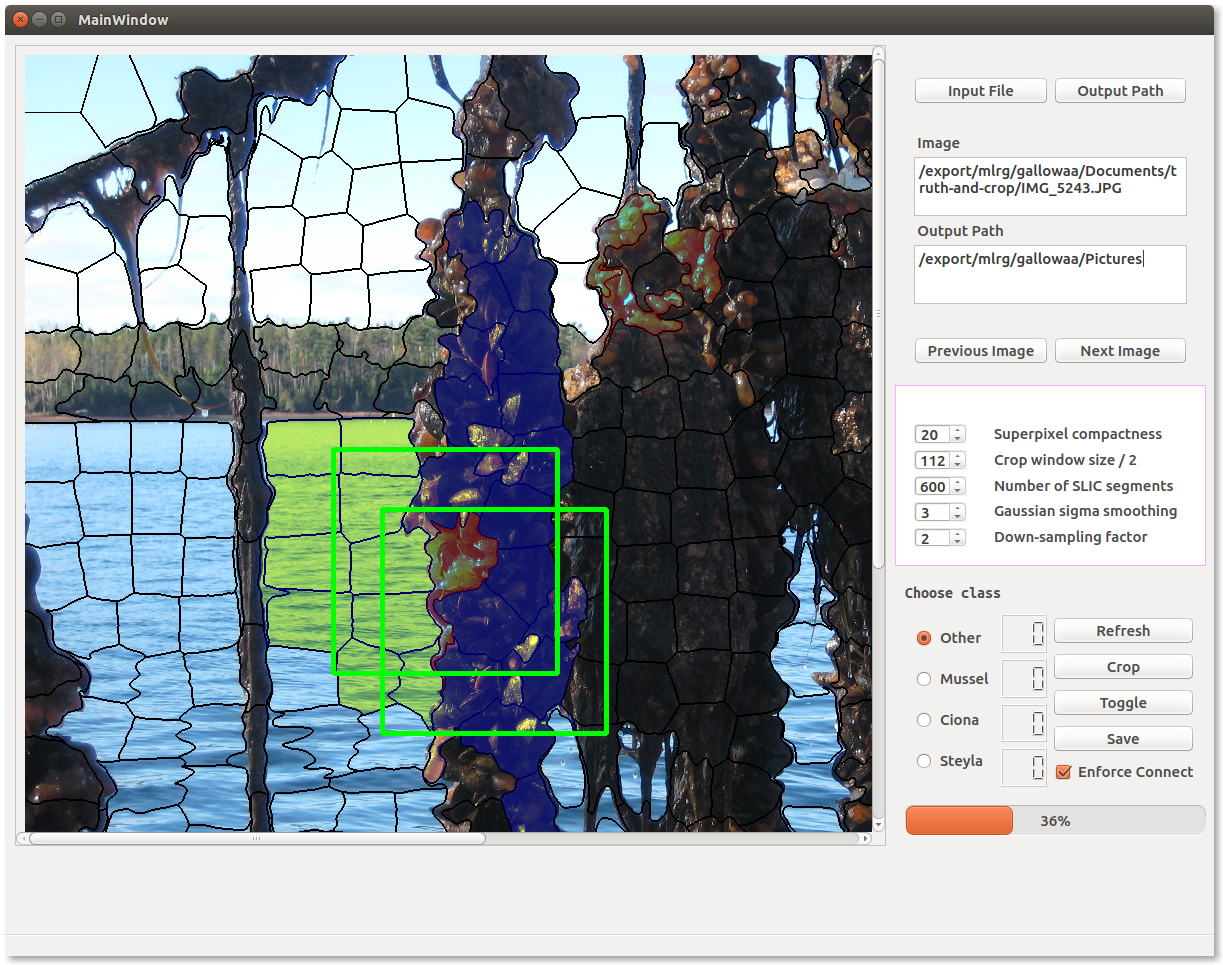 MainWindow
Input File
Output Path
Image
/export/mlrg/gallowaa/Documents/t
ruth-and-crop/IMG_5243.JPG
Output Path
/export/mlrg/gallowaa/Pictures
Previous Image
Next Image
20 Superpixel compactness
112 Crop window size / 2
600 Number of SLIC segments
3 Gaussian sigma smoothing
2 Down-sampling factor
Choose class
Other 0 Refresh
Crop
Mussel 0
Toggle
Ciona 0
Save
Steyla 0
Enforce Connect
36%